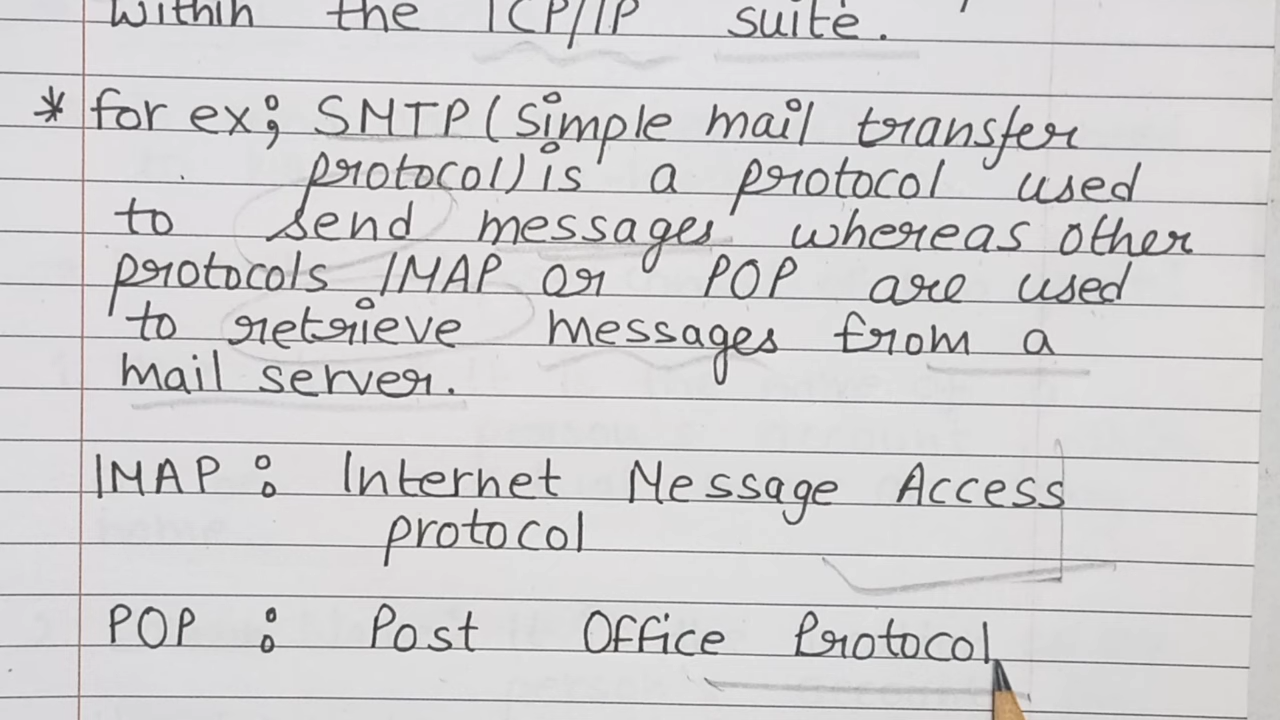 within the TCP/IP suite.
* for ex; SMTP (Simple mail transfer
protocol) is a protocol used
to send messages whereas other
protocols IMAP or POP are used
to retrieve messages from a
mail server.
IMAP : Internet Message Access
protocol
POP : Post Office Protocol